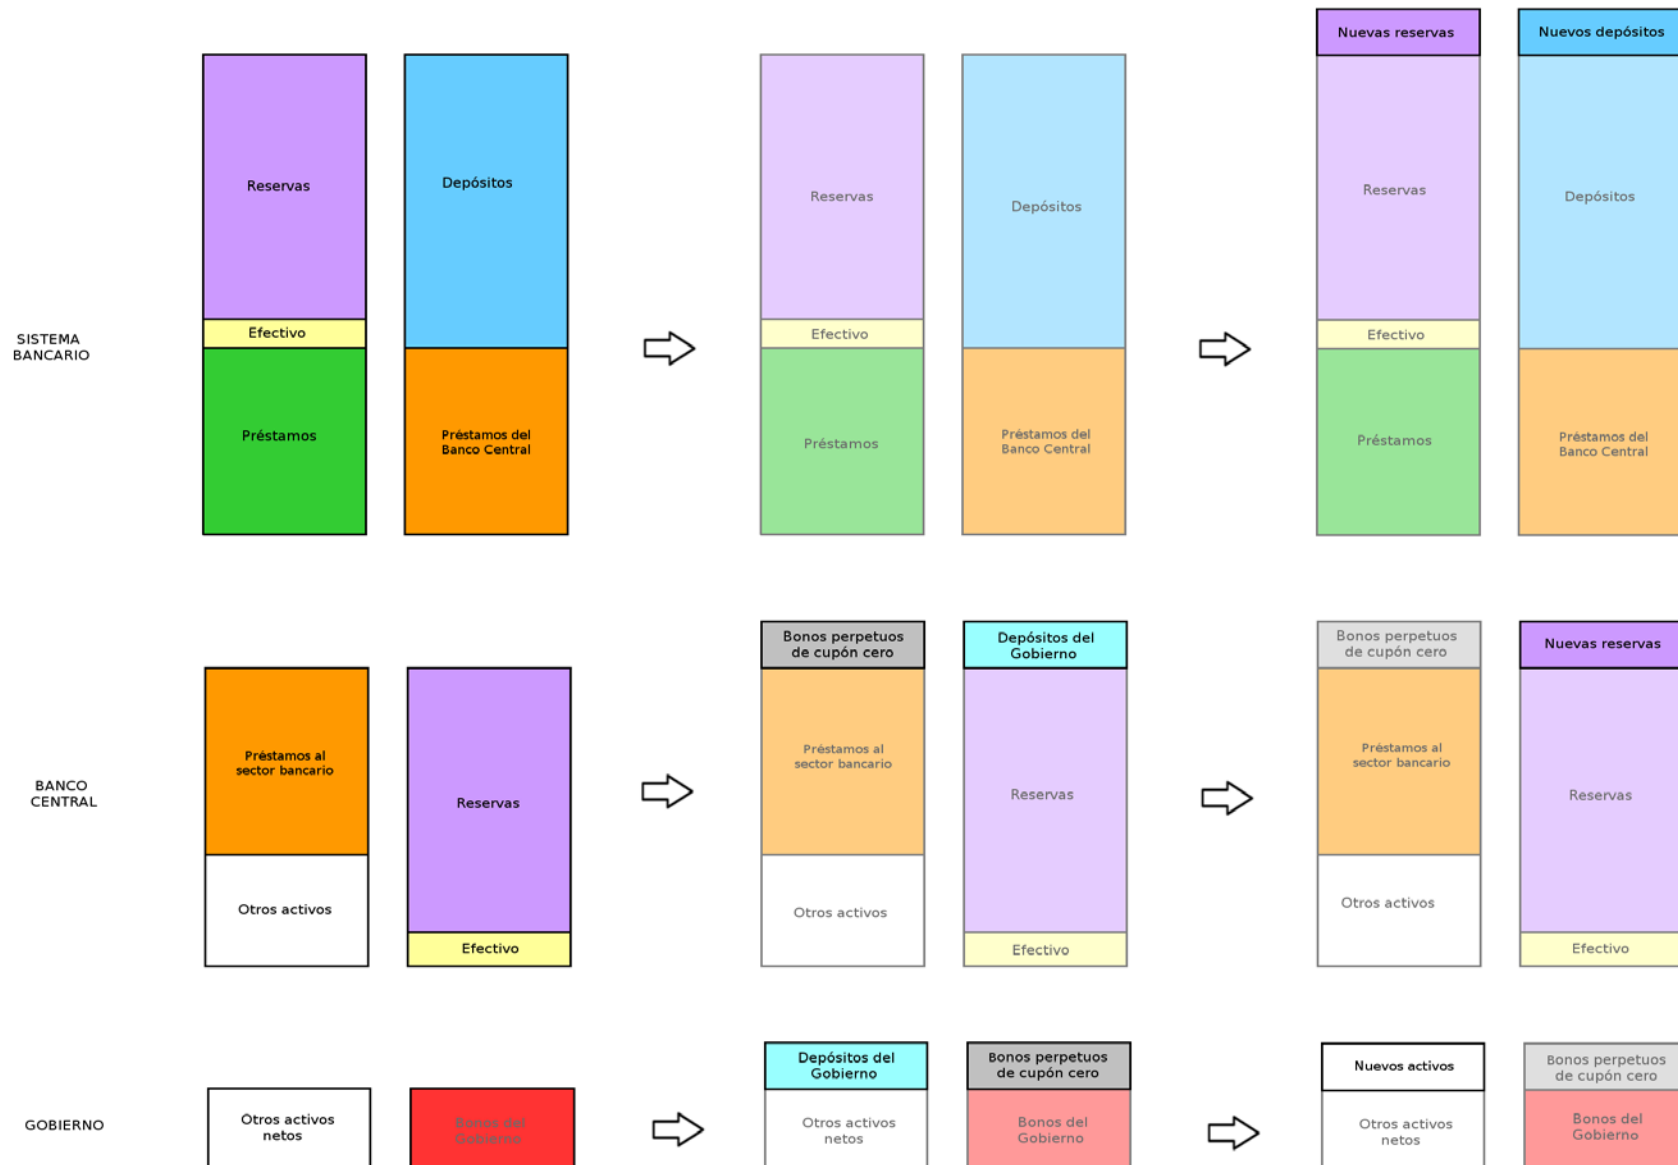 Nuevas reservas
Nuevos depósitos
Reservas
Depósitos
Reservas
Depósitos
Reservas
Depósitos
Efectivo
Efectivo
Efectivo
SISTEMA
BANCARIO
Préstamos
Préstamos del
Banco Central
Préstamos
Préstamos del
Banco Central
Préstamos
Préstamos del
Banco Central
Bonos perpetuos
de cupón cero
Depósitos del
Gobierno
Bonos perpetuos
de cupón cero
Nuevas reservas
Préstamos al
sector bancario
Reservas
Préstamos al
sector bancario
Reservas
Préstamos al
sector bancario
Reservas
BANCO
CENTRAL
Otros activos
Efectivo
Otros activos
Efectivo
Otros activos
Efectivo
Depósitos del
Gobierno
Bonos perpetuos
de cupón cero
Nuevos activos
Bonos perpetuos
de cupón cero
GOBIERNO
Otros activos
netos
Bonos del
Gobierno
Otros activos
netos
Bonos del
Gobierno
Otros activos
netos
Bonos del
Gobierno